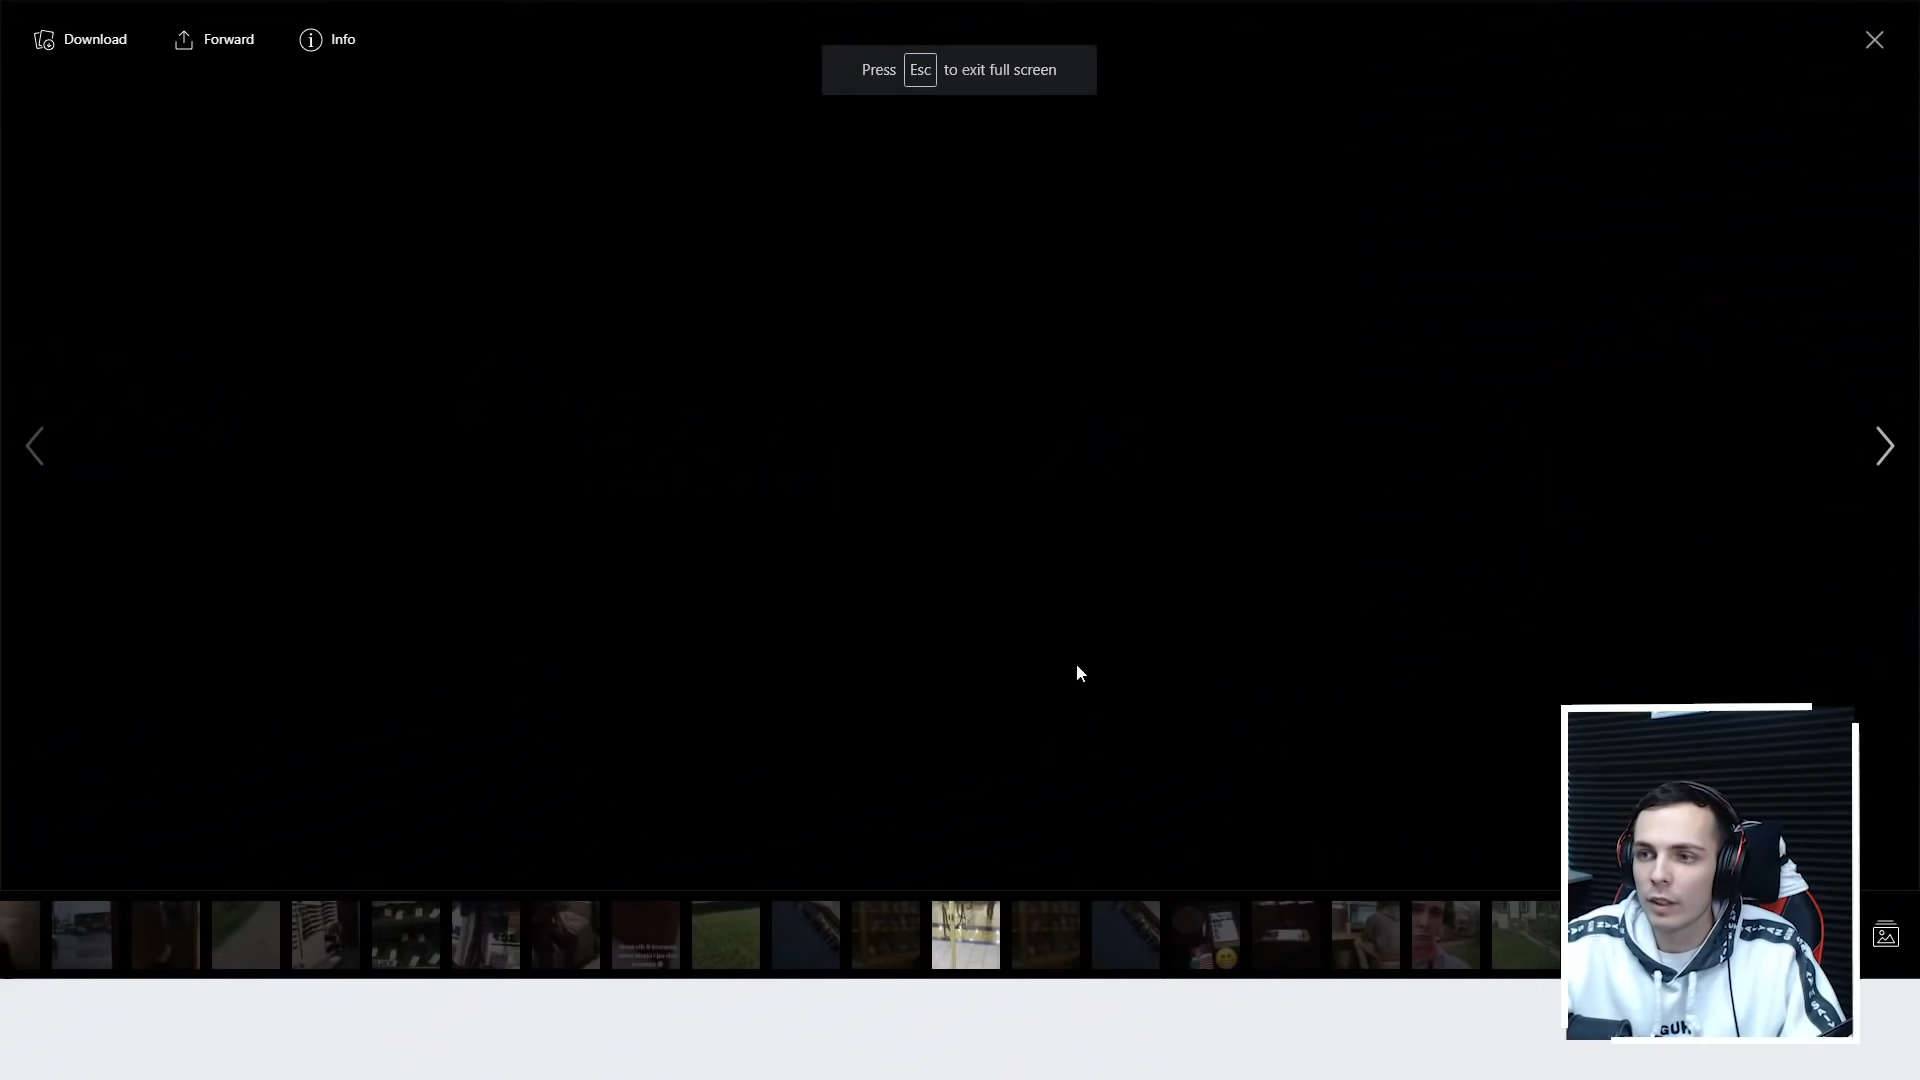 Download
Forward
Info
Press Esc to exit full screen